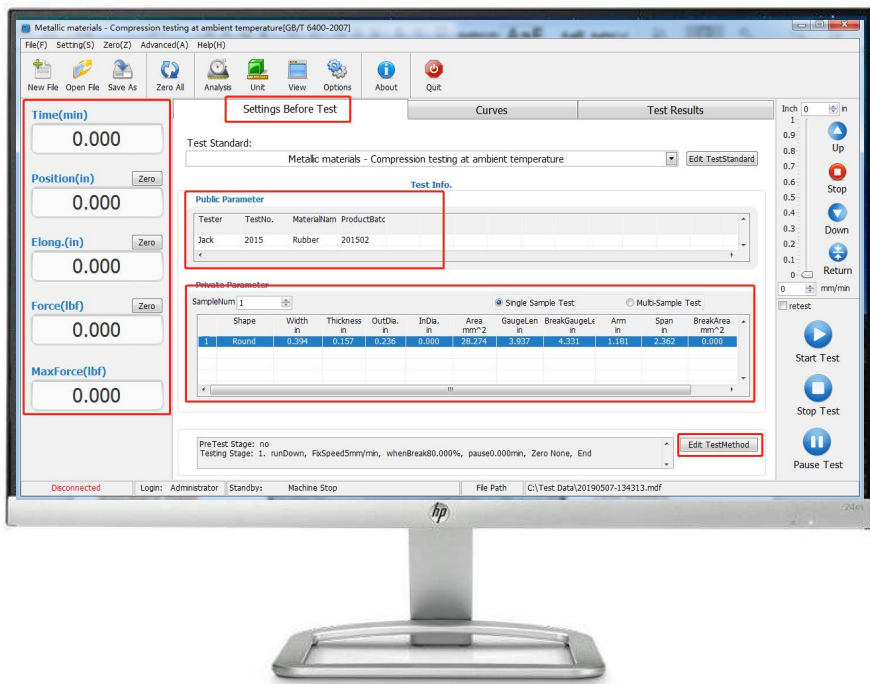 Metallic materials - Compression testing at ambient temperature[GB/T 6400-2007]
File(F) Setting(S) Zero(Z) Advanced(A) Help(H)
New File Open File Save As Zero All Analysis Unit View Options About Quit
Settings Before Test Curves Test Results
Time(min)
0.000
Position(in) Zero
0.000
Elong.(in) Zero
0.000
Force(lbf) Zero
0.000
MaxForce(lbf)
0.000
Test Standard:
Metallic materials - Compression testing at ambient temperature Edit TestStandard
Test Info.
Public Parameter
Tester TestNo. MaterialNam ProductBatc
Jack 2015 Rubber 201502
Private Parameter
SampleNum 1 Single Sample Test Multi-Sample Test
Shape Width Thickness OutDia. InDia. Area GaugeLen BreakGaugeLe Arm Span BreakArea
in in in in mm^2 in in in in mm^2
1 Round 0.394 0.157 0.236 0.000 28.274 3.937 4.331 1.181 2.362 0.000
PreTest Stage: no
Testing Stage: 1. runDown, FixSpeed5mm/min, whenBreak80.000%, pause0.000min, Zero None, End
Edit TestMethod
Inch 0 in
1
0.9
0.8
0.7
0.6
0.5
0.4
0.3
0.2
0.1
0
Up
Stop
Down
Return
0 mm/min
retest
Start Test
Stop Test
Pause Test
Disconnected Login: Administrator Standby: Machine Stop File Path C:\Test Data\20190507-134313.mdf
hp